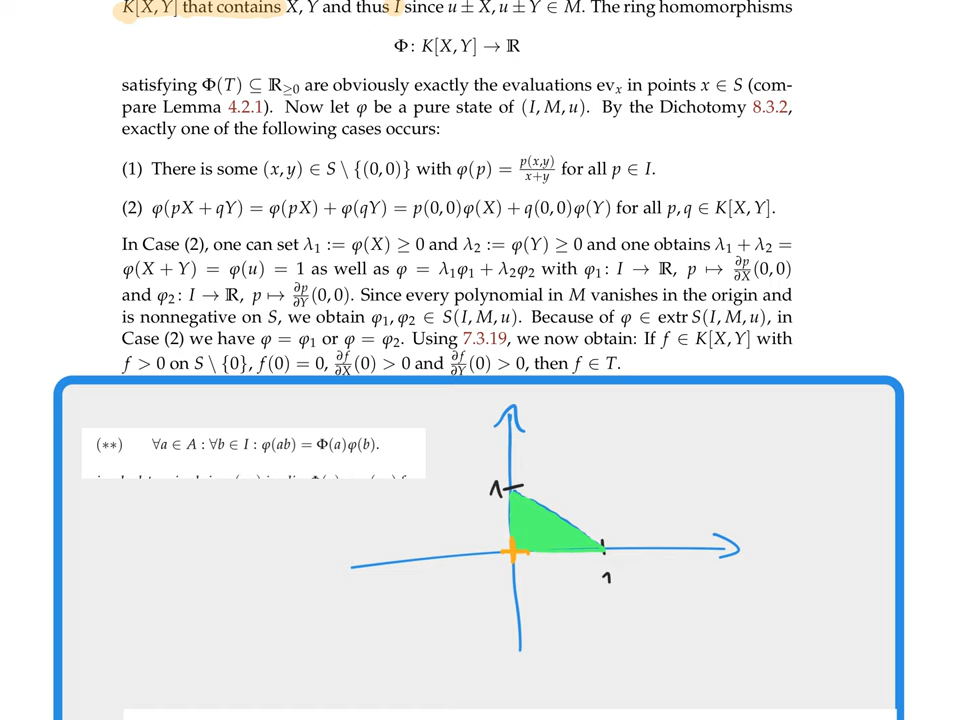 K[X, Y] that contains X, Y and thus I since u ± X, u ± Y ∈ M. The ring homomorphisms
Φ: K[X, Y] → ℝ
satisfying Φ(T) ⊆ ℝ≥0 are obviously exactly the evaluations evₓ in points x ∈ S (com-
pare Lemma 4.2.1). Now let φ be a pure state of (I, M, u). By the Dichotomy 8.3.2,
exactly one of the following cases occurs:
(1) There is some (x, y) ∈ S \ {(0, 0)} with φ(p) = p(x,y)/x+y for all p ∈ I.
(2) φ(pX + qY) = φ(pX) + φ(qY) = p(0, 0)φ(X) + q(0, 0)φ(Y) for all p, q ∈ K[X, Y].
In Case (2), one can set λ₁ := φ(X) ≥ 0 and λ₂ := φ(Y) ≥ 0 and one obtains λ₁ + λ₂ =
φ(X + Y) = φ(u) = 1 as well as φ = λ₁φ₁ + λ₂φ₂ with φ₁: I → ℝ, p ↦ ∂p/∂X (0, 0)
and φ₂: I → ℝ, p ↦ ∂p/∂Y (0, 0). Since every polynomial in M vanishes in the origin and
is nonnegative on S, we obtain φ₁, φ₂ ∈ S(I, M, u). Because of φ ∈ extr S(I, M, u), in
Case (2) we have φ = φ₁ or φ = φ₂. Using 7.3.19, we now obtain: If f ∈ K[X, Y] with
f > 0 on S \ {0}, f(0) = 0, ∂f/∂X (0) > 0 and ∂f/∂Y (0) > 0, then f ∈ T.
(∗∗) ∀a ∈ A : ∀b ∈ I : φ(ab) = Φ(a)φ(b).
1
1